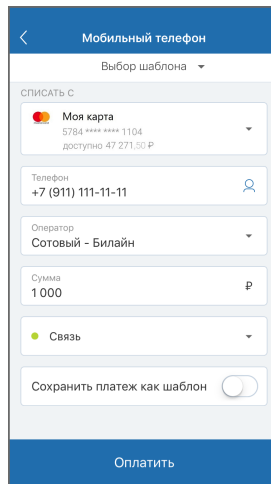 Мобильный телефон
Выбор шаблона
СПИСАТЬ С
Моя карта
5784 **** **** 1104
доступно 47 271,50 ₽
Телефон
+7 (911) 111-11-11
Оператор
Сотовый - Билайн
Сумма
1 000 ₽
Связь
Сохранить платеж как шаблон
Оплатить